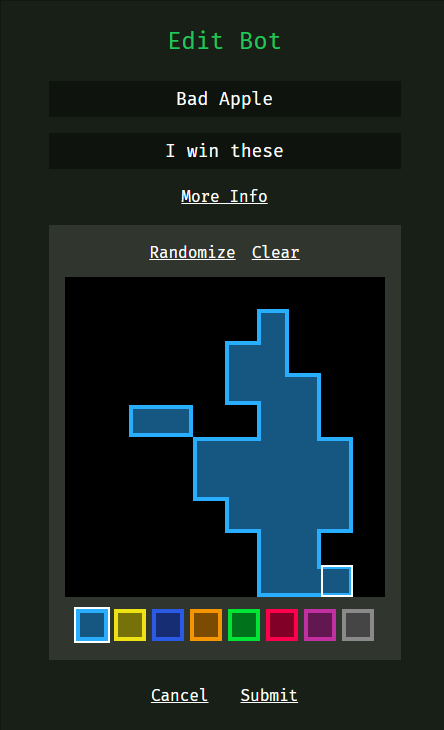 Edit Bot
Bad Apple
I win these
More Info
Randomize Clear
Cancel Submit